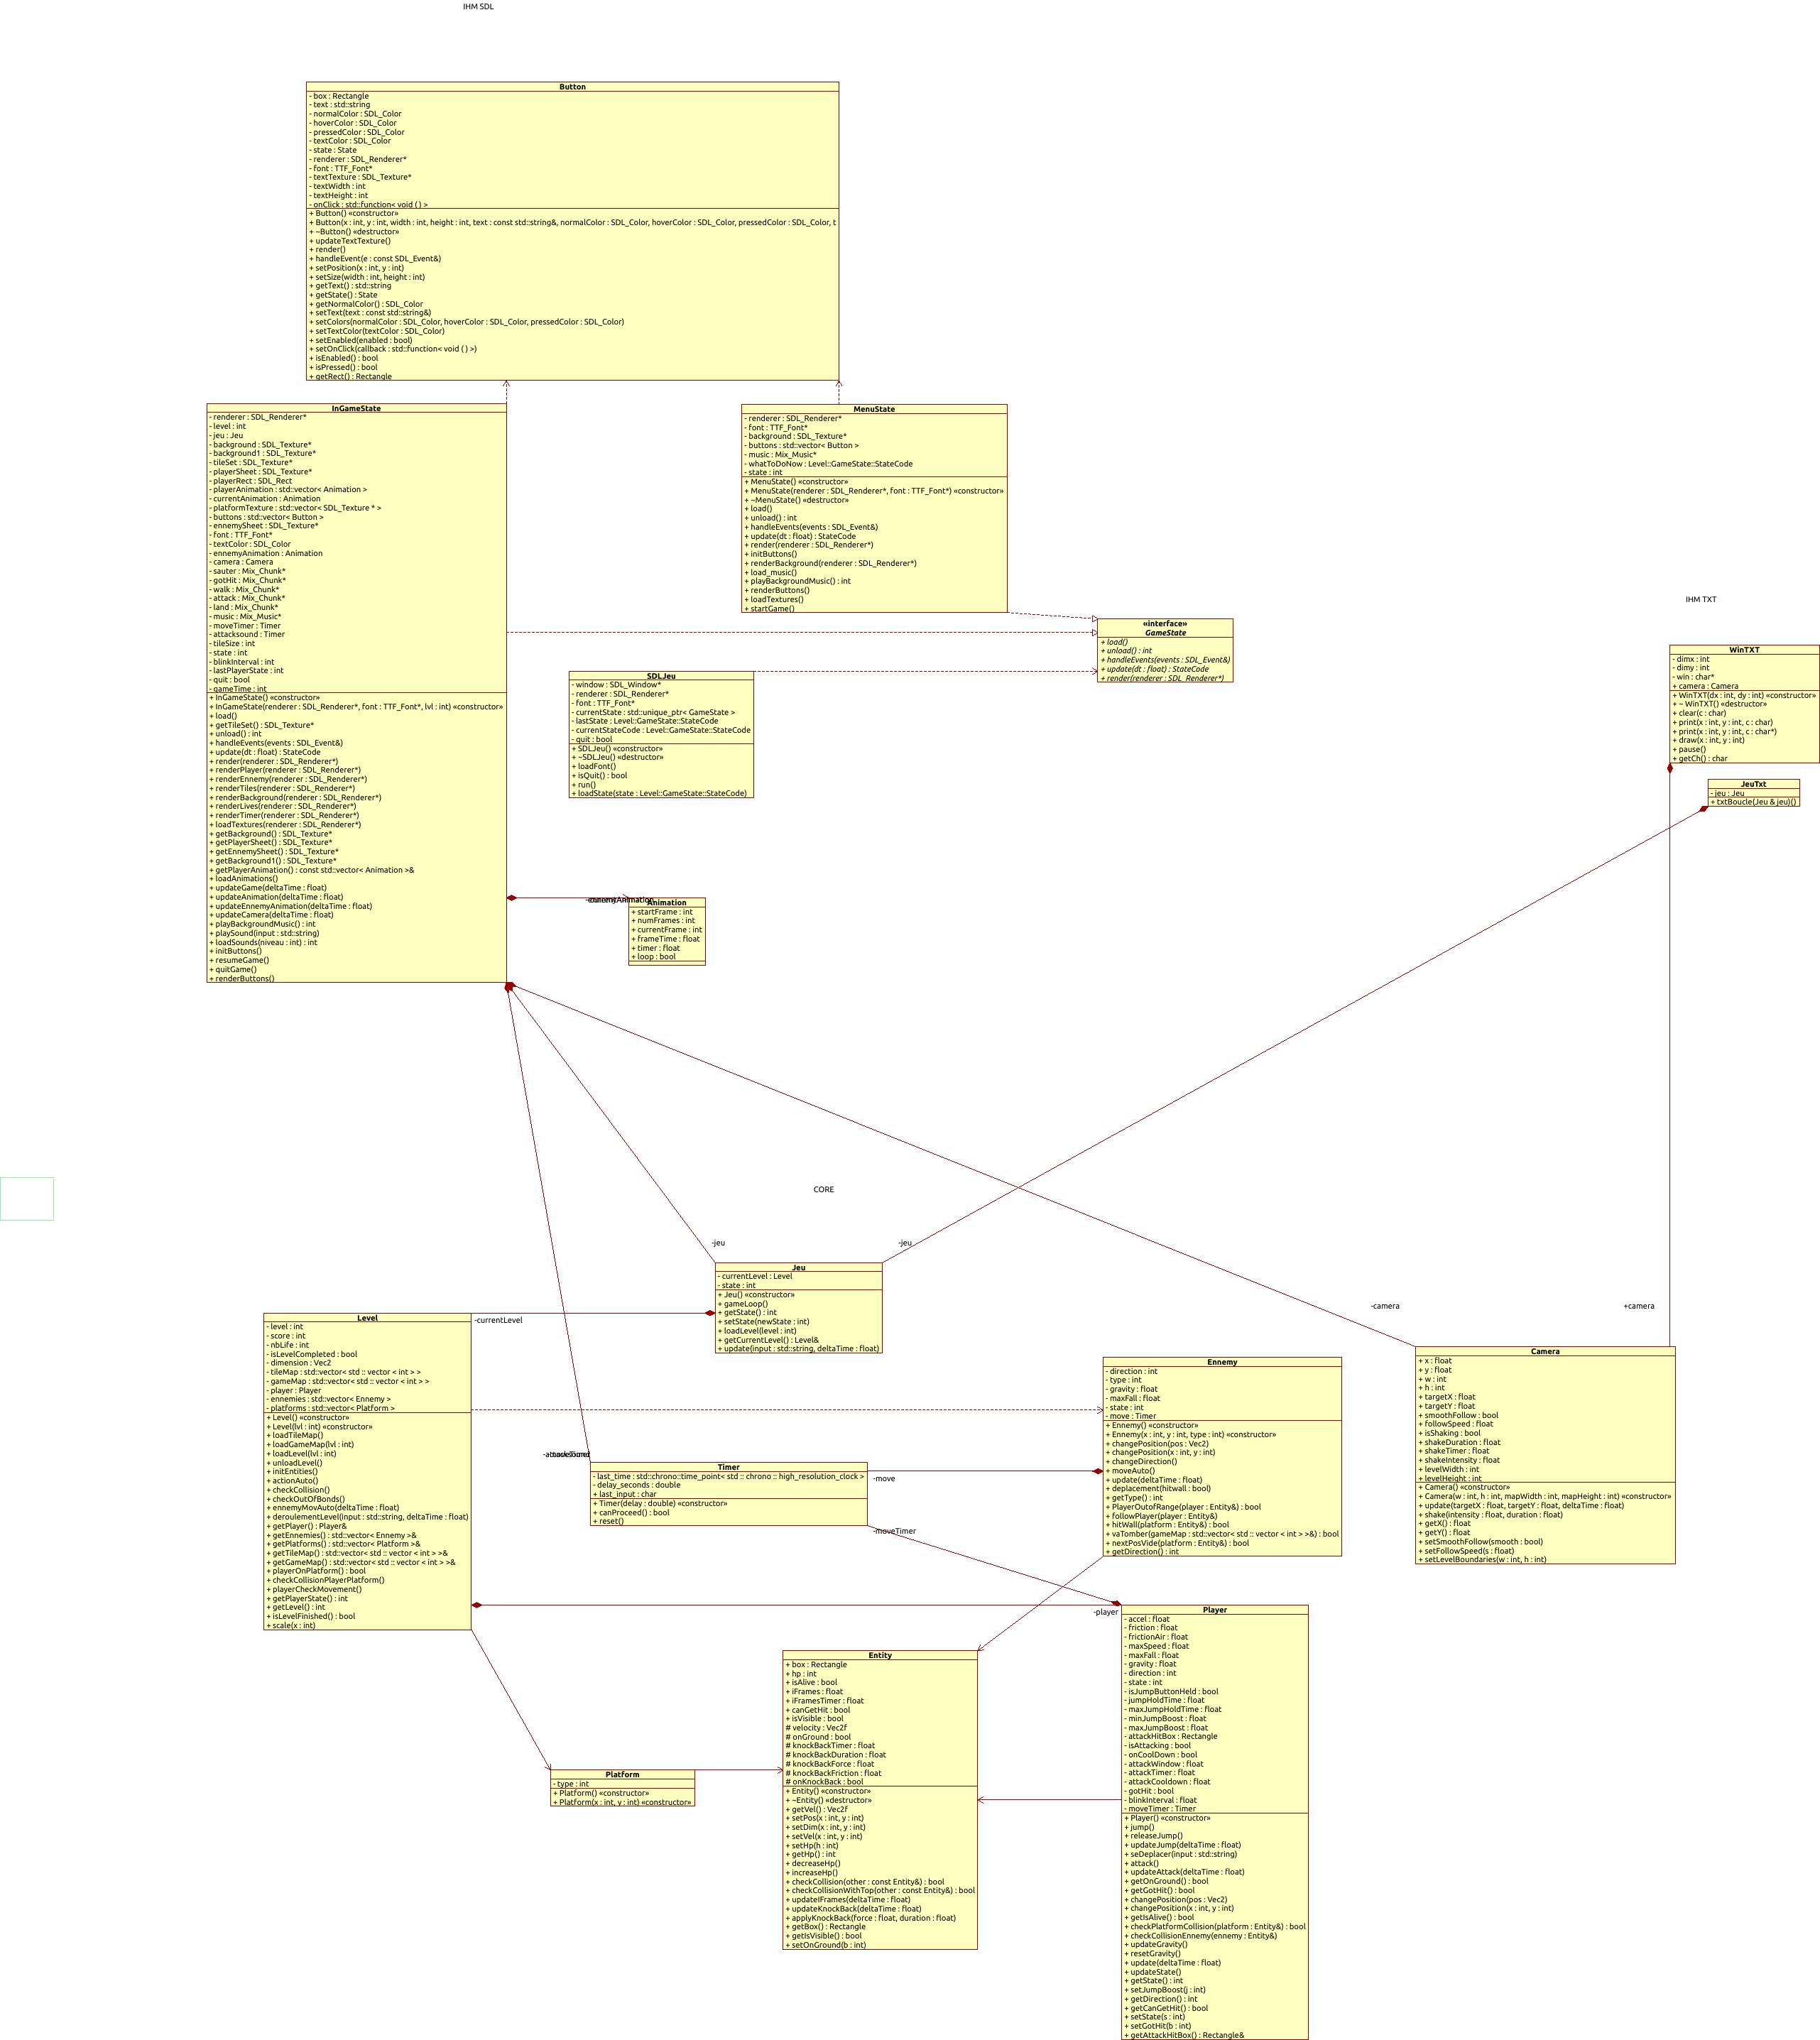 IHM SDL
Button
- box : Rectangle
- text : std::string
- normalColor : SDL_Color
- hoverColor : SDL_Color
- pressedColor : SDL_Color
- textColor : SDL_Color
- state : State
- renderer : SDL_Renderer*
- font : TTF_Font*
- textTexture : SDL_Texture*
- textWidth : int
- textHeight : int
- onClick : std::function< void ( ) >
+ Button() «constructor»
+ Button(x : int, y : int, width : int, height : int, text : const std::string&, normalColor : SDL_Color, hoverColor : SDL_Color, pressedColor : SDL_Color, t
+ ~Button() «destructor»
+ updateTextTexture()
+ render()
+ handleEvent(e : const SDL_Event&)
+ setPosition(x : int, y : int)
+ setSize(width : int, height : int)
+ getText() : std::string
+ getState() : State
+ getNormalColor() : SDL_Color
+ setText(text : const std::string&)
+ setColors(normalColor : SDL_Color, hoverColor : SDL_Color, pressedColor : SDL_Color)
+ setTextColor(textColor : SDL_Color)
+ setEnabled(enabled : bool)
+ setOnClick(callback : std::function< void ( ) >)
+ isEnabled() : bool
+ isPressed() : bool
+ getRect() : Rectangle
InGameState
- renderer : SDL_Renderer*
- level : int
- jeu : Jeu
- background : SDL_Texture*
- background1 : SDL_Texture*
- tileSet : SDL_Texture*
- playerSheet : SDL_Texture*
- playerRect : SDL_Rect
- playerAnimation : std::vector< Animation >
- currentAnimation : Animation
- platformTexture : std::vector< SDL_Texture * >
- buttons : std::vector< Button >
- ennemySheet : SDL_Texture*
- font : TTF_Font*
- textColor : SDL_Color
- ennemyAnimation : Animation
- camera : Camera
- sauter : Mix_Chunk*
- gotHit : Mix_Chunk*
- walk : Mix_Chunk*
- attack : Mix_Chunk*
- land : Mix_Chunk*
- music : Mix_Music*
- moveTimer : Timer
- attacksound : Timer
- tileSize : int
- state : int
- blinkInterval : int
- lastPlayerState : int
- quit : bool
- gameTime : int
+ InGameState() «constructor»
+ InGameState(renderer : SDL_Renderer*, font : TTF_Font*, lvl : int) «constructor»
+ load()
+ getTileSet() : SDL_Texture*
+ unload() : int
+ handleEvents(events : SDL_Event&)
+ update(dt : float) : StateCode
+ render(renderer : SDL_Renderer*)
+ renderPlayer(renderer : SDL_Renderer*)
+ renderEnnemy(renderer : SDL_Renderer*)
+ renderTiles(renderer : SDL_Renderer*)
+ renderBackground(renderer : SDL_Renderer*)
+ renderLives(renderer : SDL_Renderer*)
+ renderTimer(renderer : SDL_Renderer*)
+ loadTextures(renderer : SDL_Renderer*)
+ getBackground() : SDL_Texture*
+ getPlayerSheet() : SDL_Texture*
+ getEnnemySheet() : SDL_Texture*
+ getBackground1() : SDL_Texture*
+ getPlayerAnimation() : const std::vector< Animation >&
+ loadAnimations()
+ updateGame(deltaTime : float)
+ updateAnimation(deltaTime : float)
+ updateEnnemyAnimation(deltaTime : float)
+ updateCamera(deltaTime : float)
+ playBackgroundMusic() : int
+ playSound(input : std::string)
+ loadSounds(niveau : int) : int
+ initButtons()
+ resumeGame()
+ quitGame()
+ renderButtons()
MenuState
- renderer : SDL_Renderer*
- font : TTF_Font*
- background : SDL_Texture*
- buttons : std::vector< Button >
- music : Mix_Music*
- whatToDoNow : Level::GameState::StateCode
- state : int
+ MenuState() «constructor»
+ MenuState(renderer : SDL_Renderer*, font : TTF_Font*) «constructor»
+ ~MenuState() «destructor»
+ load()
+ unload() : int
+ handleEvents(events : SDL_Event&)
+ update(dt : float) : StateCode
+ render(renderer : SDL_Renderer*)
+ initButtons()
+ renderBackground(renderer : SDL_Renderer*)
+ load_music()
+ playBackgroundMusic() : int
+ renderButtons()
+ loadTextures()
+ startGame()
«interface»
GameState
+ load()
+ unload() : int
+ handleEvents(events : SDL_Event&)
+ update(dt : float) : StateCode
+ render(renderer : SDL_Renderer*)
SDLJeu
- window : SDL_Window*
- renderer : SDL_Renderer*
- font : TTF_Font*
- currentState : std::unique_ptr< GameState >
- lastState : Level::GameState::StateCode
- currentStateCode : Level::GameState::StateCode
- quit : bool
+ SDLJeu() «constructor»
+ ~SDLJeu() «destructor»
+ loadFont()
+ isQuit() : bool
+ run()
+ loadState(state : Level::GameState::StateCode)
IHM TXT
WinTXT
- dimx : int
- dimy : int
- win : char*
+ camera : Camera
+ WinTXT(dx : int, dy : int) «constructor»
+ ~ WinTXT() «destructor»
+ clear(c : char)
+ print(x : int, y : int, c : char)
+ print(x : int, y : int, c : char*)
+ draw(x : int, y : int)
+ pause()
+ getCh() : char
JeuTxt
- jeu : Jeu
+ txtBoucle(Jeu & jeu)()
Animation
+ startFrame : int
+ numFrames : int
+ currentFrame : int
+ frameTime : float
+ timer : float
+ loop : bool
CORE
-jeu
-jeu
-camera
+camera
Jeu
- currentLevel : Level
- state : int
+ Jeu() «constructor»
+ gameLoop()
+ getState() : int
+ setState(newState : int)
+ loadLevel(level : int)
+ getCurrentLevel() : Level&
+ update(input : std::string, deltaTime : float)
-currentLevel
Level
- level : int
- score : int
- nbLife : int
- isLevelCompleted : bool
- dimension : Vec2
- tileMap : std::vector< std :: vector < int > >
- gameMap : std::vector< std :: vector < int > >
- player : Player
- ennemies : std::vector< Ennemy >
- platforms : std::vector< Platform >
+ Level() «constructor»
+ Level(lvl : int) «constructor»
+ loadTileMap()
+ loadGameMap(lvl : int)
+ loadLevel(lvl : int)
+ unloadLevel()
+ initEntities()
+ actionAuto()
+ checkCollision()
+ checkOutOfBonds()
+ ennemyMovAuto(deltaTime : float)
+ deroulementLevel(input : std::string, deltaTime : float)
+ getPlayer() : Player&
+ getEnnemies() : std::vector< Ennemy >&
+ getPlatforms() : std::vector< Platform >&
+ getTileMap() : std::vector< std :: vector < int > >&
+ getGameMap() : std::vector< std :: vector < int > >&
+ playerOnPlatform() : bool
+ checkCollisionPlayerPlatform()
+ playerCheckMovement()
+ getPlayerState() : int
+ getLevel() : int
+ isLevelFinished() : bool
+ scale(x : int)
Timer
- last_time : std::chrono::time_point< std :: chrono :: high_resolution_clock >
- delay_seconds : double
+ last_input : char
+ Timer(delay : double) «constructor»
+ canProceed() : bool
+ reset()
-move
-moveTimer
Ennemy
- direction : int
- type : int
- gravity : float
- maxFall : float
- state : int
- move : Timer
+ Ennemy() «constructor»
+ Ennemy(x : int, y : int, type : int) «constructor»
+ changePosition(pos : Vec2)
+ changePosition(x : int, y : int)
+ changeDirection()
+ moveAuto()
+ update(deltaTime : float)
+ deplacement(hitwall : bool)
+ getType() : int
+ PlayerOutofRange(player : Entity&) : bool
+ followPlayer(player : Entity&)
+ hitWall(platform : Entity&) : bool
+ vaTomber(gameMap : std::vector< std :: vector < int > >&) : bool
+ nextPosVide(platform : Entity&) : bool
+ getDirection() : int
Camera
+ x : float
+ y : float
+ w : int
+ h : int
+ targetX : float
+ targetY : float
+ smoothFollow : bool
+ followSpeed : float
+ isShaking : bool
+ shakeDuration : float
+ shakeTimer : float
+ shakeIntensity : float
+ levelWidth : int
+ levelHeight : int
+ Camera() «constructor»
+ Camera(w : int, h : int, mapWidth : int, mapHeight : int) «constructor»
+ update(targetX : float, targetY : float, deltaTime : float)
+ shake(intensity : float, duration : float)
+ getX() : float
+ getY() : float
+ setSmoothFollow(smooth : bool)
+ setFollowSpeed(s : float)
+ setLevelBoundaries(w : int, h : int)
-player
Player
- accel : float
- friction : float
- frictionAir : float
- maxSpeed : float
- maxFall : float
- gravity : float
- direction : int
- state : int
- isJumpButtonHeld : bool
- jumpHoldTime : float
- maxJumpHoldTime : float
- minJumpBoost : float
- maxJumpBoost : float
- attackHitBox : Rectangle
- isAttacking : bool
- onCoolDown : bool
- attackWindow : float
- attackTimer : float
- attackCooldown : float
- gotHit : bool
- blinkInterval : float
- moveTimer : Timer
+ Player() «constructor»
+ jump()
+ releaseJump()
+ updateJump(deltaTime : float)
+ seDeplacer(input : std::string)
+ attack()
+ updateAttack(deltaTime : float)
+ getOnGround() : bool
+ getGotHit() : bool
+ changePosition(pos : Vec2)
+ changePosition(x : int, y : int)
+ getIsAlive() : bool
+ checkPlatformCollision(platform : Entity&) : bool
+ checkCollisionEnnemy(ennemy : Entity&)
+ updateGravity()
+ resetGravity()
+ update(deltaTime : float)
+ updateState()
+ getState() : int
+ setJumpBoost(j : int)
+ getDirection() : int
+ getCanGetHit() : bool
+ setState(s : int)
+ setGotHit(b : int)
+ getAttackHitBox() : Rectangle&
Entity
+ box : Rectangle
+ hp : int
+ isAlive : bool
+ iFrames : float
+ iFramesTimer : float
+ canGetHit : bool
+ isVisible : bool
# velocity : Vec2f
# onGround : bool
# knockBackTimer : float
# knockBackDuration : float
# knockBackForce : float
# knockBackFriction : float
# onKnockBack : bool
+ Entity() «constructor»
+ ~Entity() «destructor»
+ getVel() : Vec2f
+ setPos(x : int, y : int)
+ setDim(x : int, y : int)
+ setVel(x : int, y : int)
+ setHp(h : int)
+ getHp() : int
+ decreaseHp()
+ increaseHp()
+ checkCollision(other : const Entity&) : bool
+ checkCollisionWithTop(other : const Entity&) : bool
+ updateIFrames(deltaTime : float)
+ updateKnockBack(deltaTime : float)
+ applyKnockBack(force : float, duration : float)
+ getBox() : Rectangle
+ getIsVisible() : bool
+ setOnGround(b : int)
Platform
- type : int
+ Platform() «constructor»
+ Platform(x : int, y : int) «constructor»